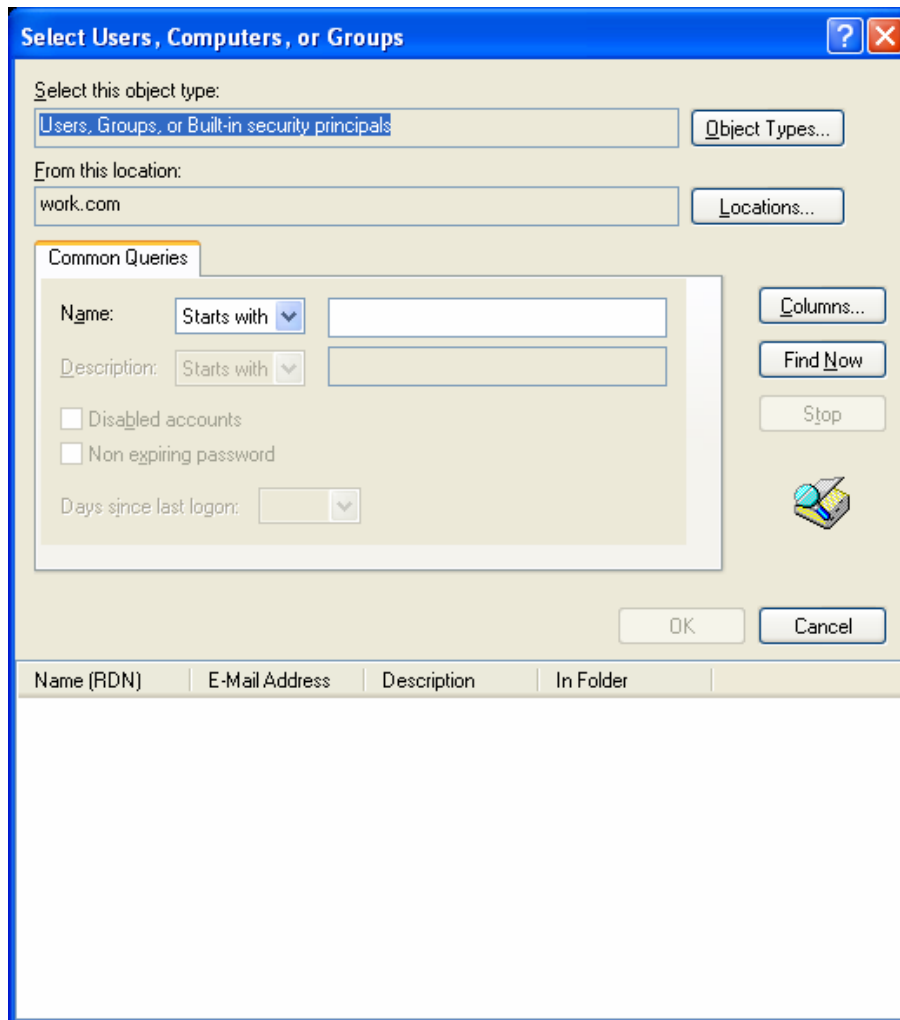 Select Users, Computers, or Groups
Select this object type:
Users, Groups, or Built-in security principals
Object Types...
From this location:
work.com
Locations...
Common Queries
Name: Starts with
Columns...
Description: Starts with
Find Now
Disabled accounts
Stop
Non expiring password
Days since last logon:
OK Cancel
Name (RDN) E-Mail Address Description In Folder